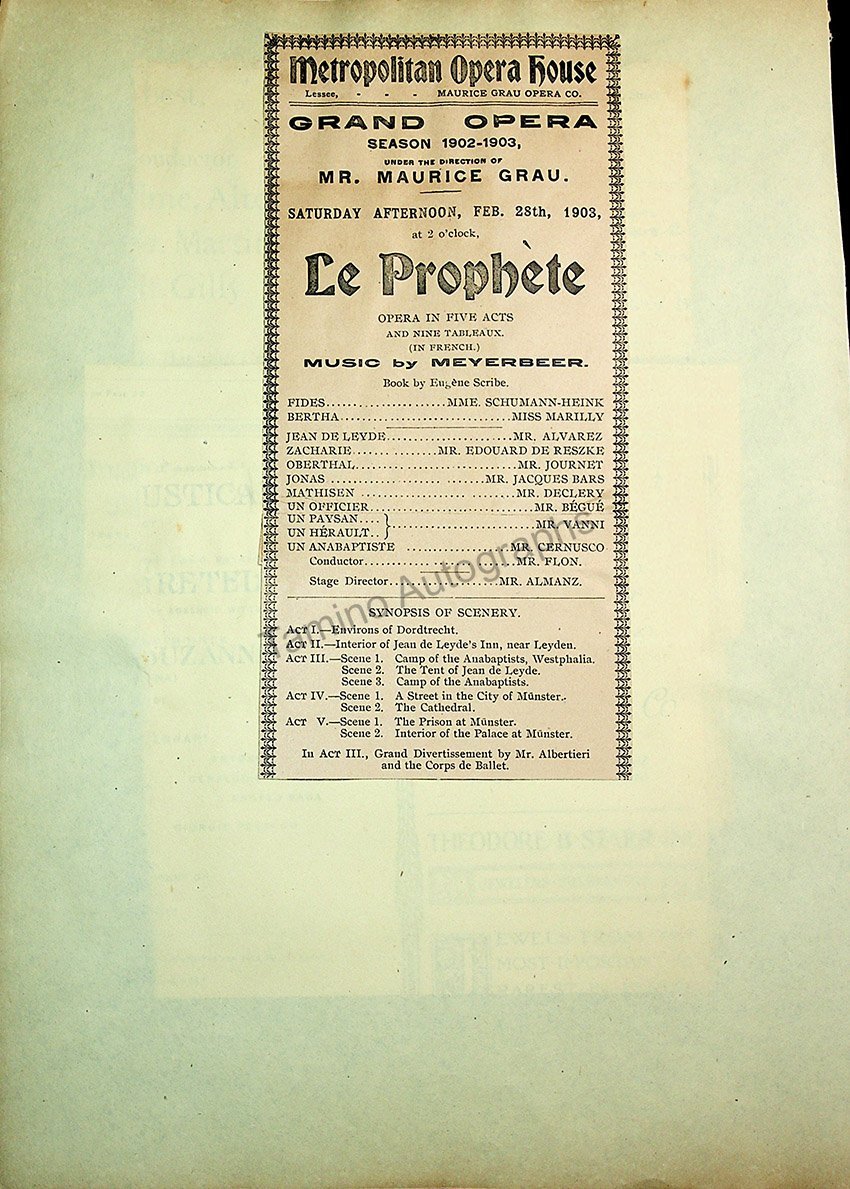 Metropolitan Opera House
Lessee, - - - MAURICE GRAU OPERA CO.
GRAND OPERA
SEASON 1902-1903,
UNDER THE DIRECTION OF
MR. MAURICE GRAU.
SATURDAY AFTERNOON, FEB. 28th, 1903,
at 2 o'clock,
Le Prophète
OPERA IN FIVE ACTS
AND NINE TABLEAUX.
(IN FRENCH.)
MUSIC by MEYERBEER.
Book by Eugène Scribe.
FIDES......................MME. SCHUMANN-HEINK
BERTHA................................MISS MARILLY
JEAN DE LEYDE........................MR. ALVAREZ
ZACHARIE................MR. EDOUARD DE RESZKE
OBERTHAL..............................MR. JOURNET
JONAS ............................MR. JACQUES BARS
MATHISEN ............................MR. DECLERY
UN OFFICIER...............................MR. BÉGUÉ
UN PAYSAN.... } ...........................MR. VANNI
UN HÉRAULT..
UN ANABAPTISTE ....................MR. CERNUSCO
Conductor............................MR. FLON.
Stage Director.....................MR. ALMANZ.
Tamino Autographs
SYNOPSIS OF SCENERY.
ACT I.—Environs of Dordtrecht.
ACT II.—Interior of Jean de Leyde's Inn, near Leyden.
ACT III.—Scene 1. Camp of the Anabaptists, Westphalia.
Scene 2. The Tent of Jean de Leyde.
Scene 3. Camp of the Anabaptists.
ACT IV.—Scene 1. A Street in the City of Münster.
Scene 2. The Cathedral.
ACT V.—Scene 1. The Prison at Münster.
Scene 2. Interior of the Palace at Münster.
In ACT III., Grand Divertissement by Mr. Albertieri
and the Corps de Ballet.
USTICA
RETEL
UZANN
THEODORE B STARR